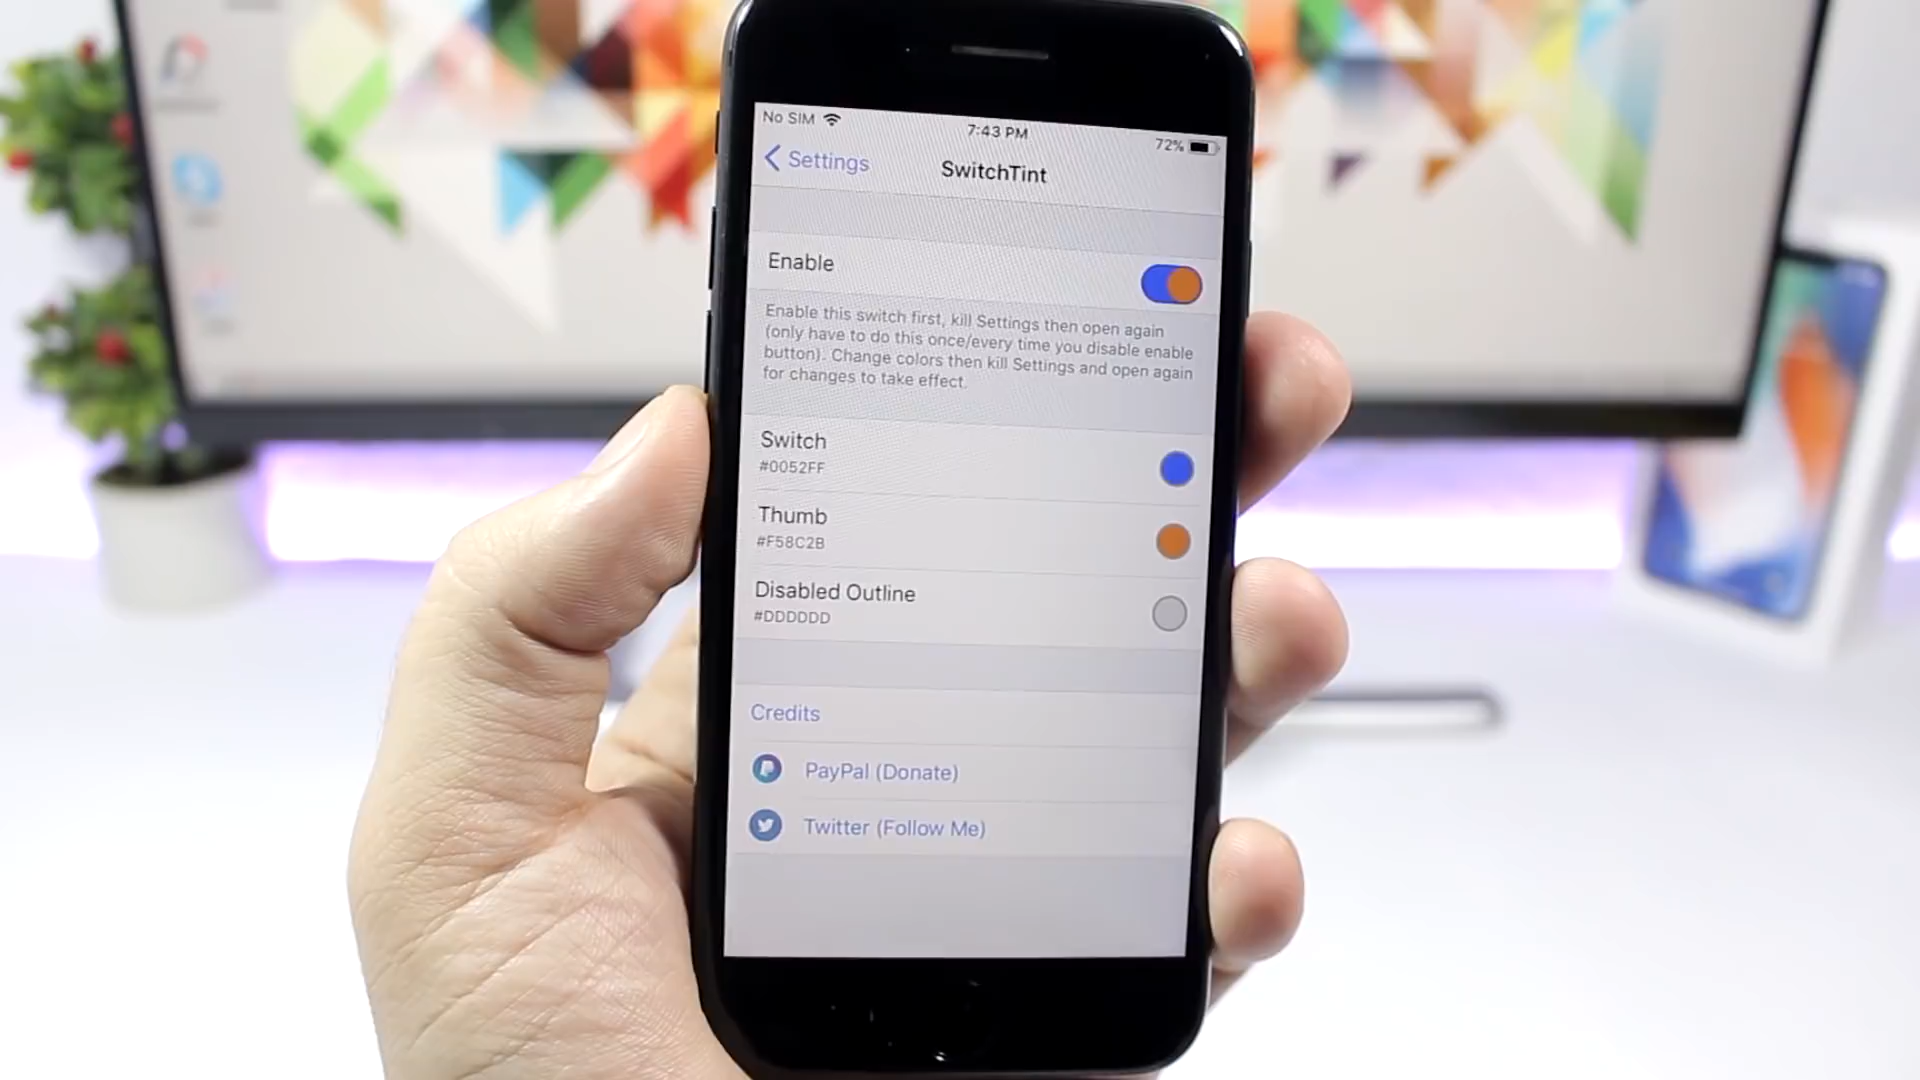 No SIM
7:43 PM
72%
Settings
SwitchTint
Enable
Enable this switch first, kill Settings then open again
(only have to do this once/every time you disable enable
button). Change colors then kill Settings and open again
for changes to take effect.
Switch
#0052FF
Thumb
#F58C2B
Disabled Outline
#DDDDDD
Credits
PayPal (Donate)
Twitter (Follow Me)